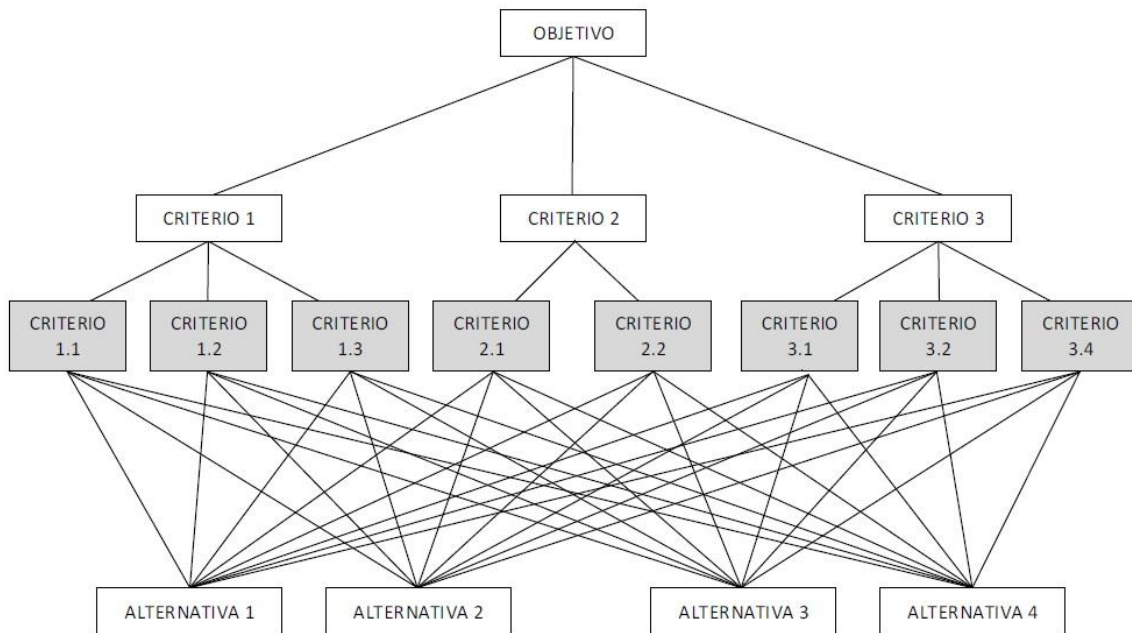 OBJETIVO
CRITERIO 1
CRITERIO 2
CRITERIO 3
CRITERIO
1.1
CRITERIO
1.2
CRITERIO
1.3
CRITERIO
2.1
CRITERIO
2.2
CRITERIO
3.1
CRITERIO
3.2
CRITERIO
3.4
ALTERNATIVA 1
ALTERNATIVA 2
ALTERNATIVA 3
ALTERNATIVA 4